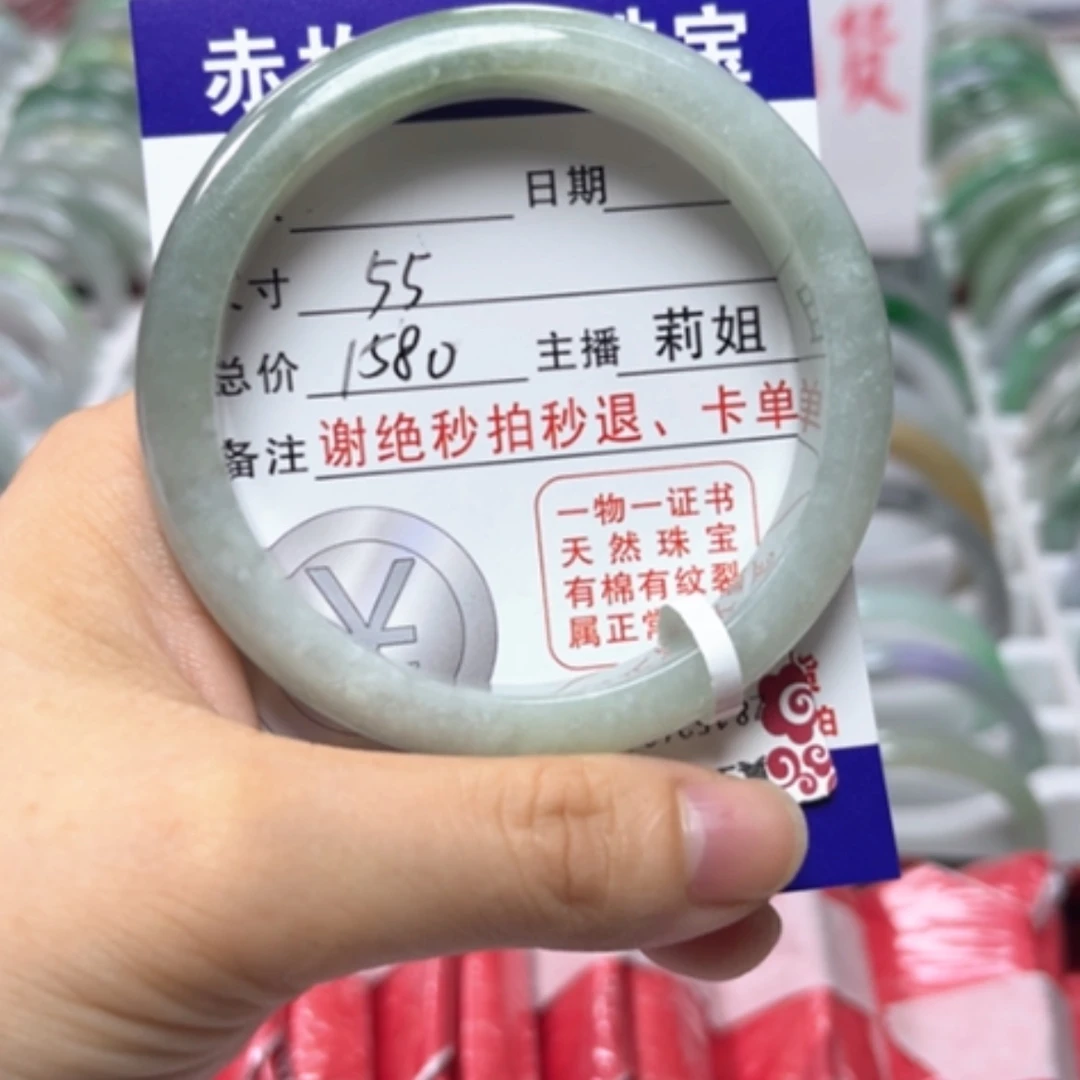 赤
宝
日期
寸 55
总价 1580 主播 莉姐
备注 谢绝秒拍秒退、卡单
一物一证书
天然珠宝
有棉有纹裂
属正常